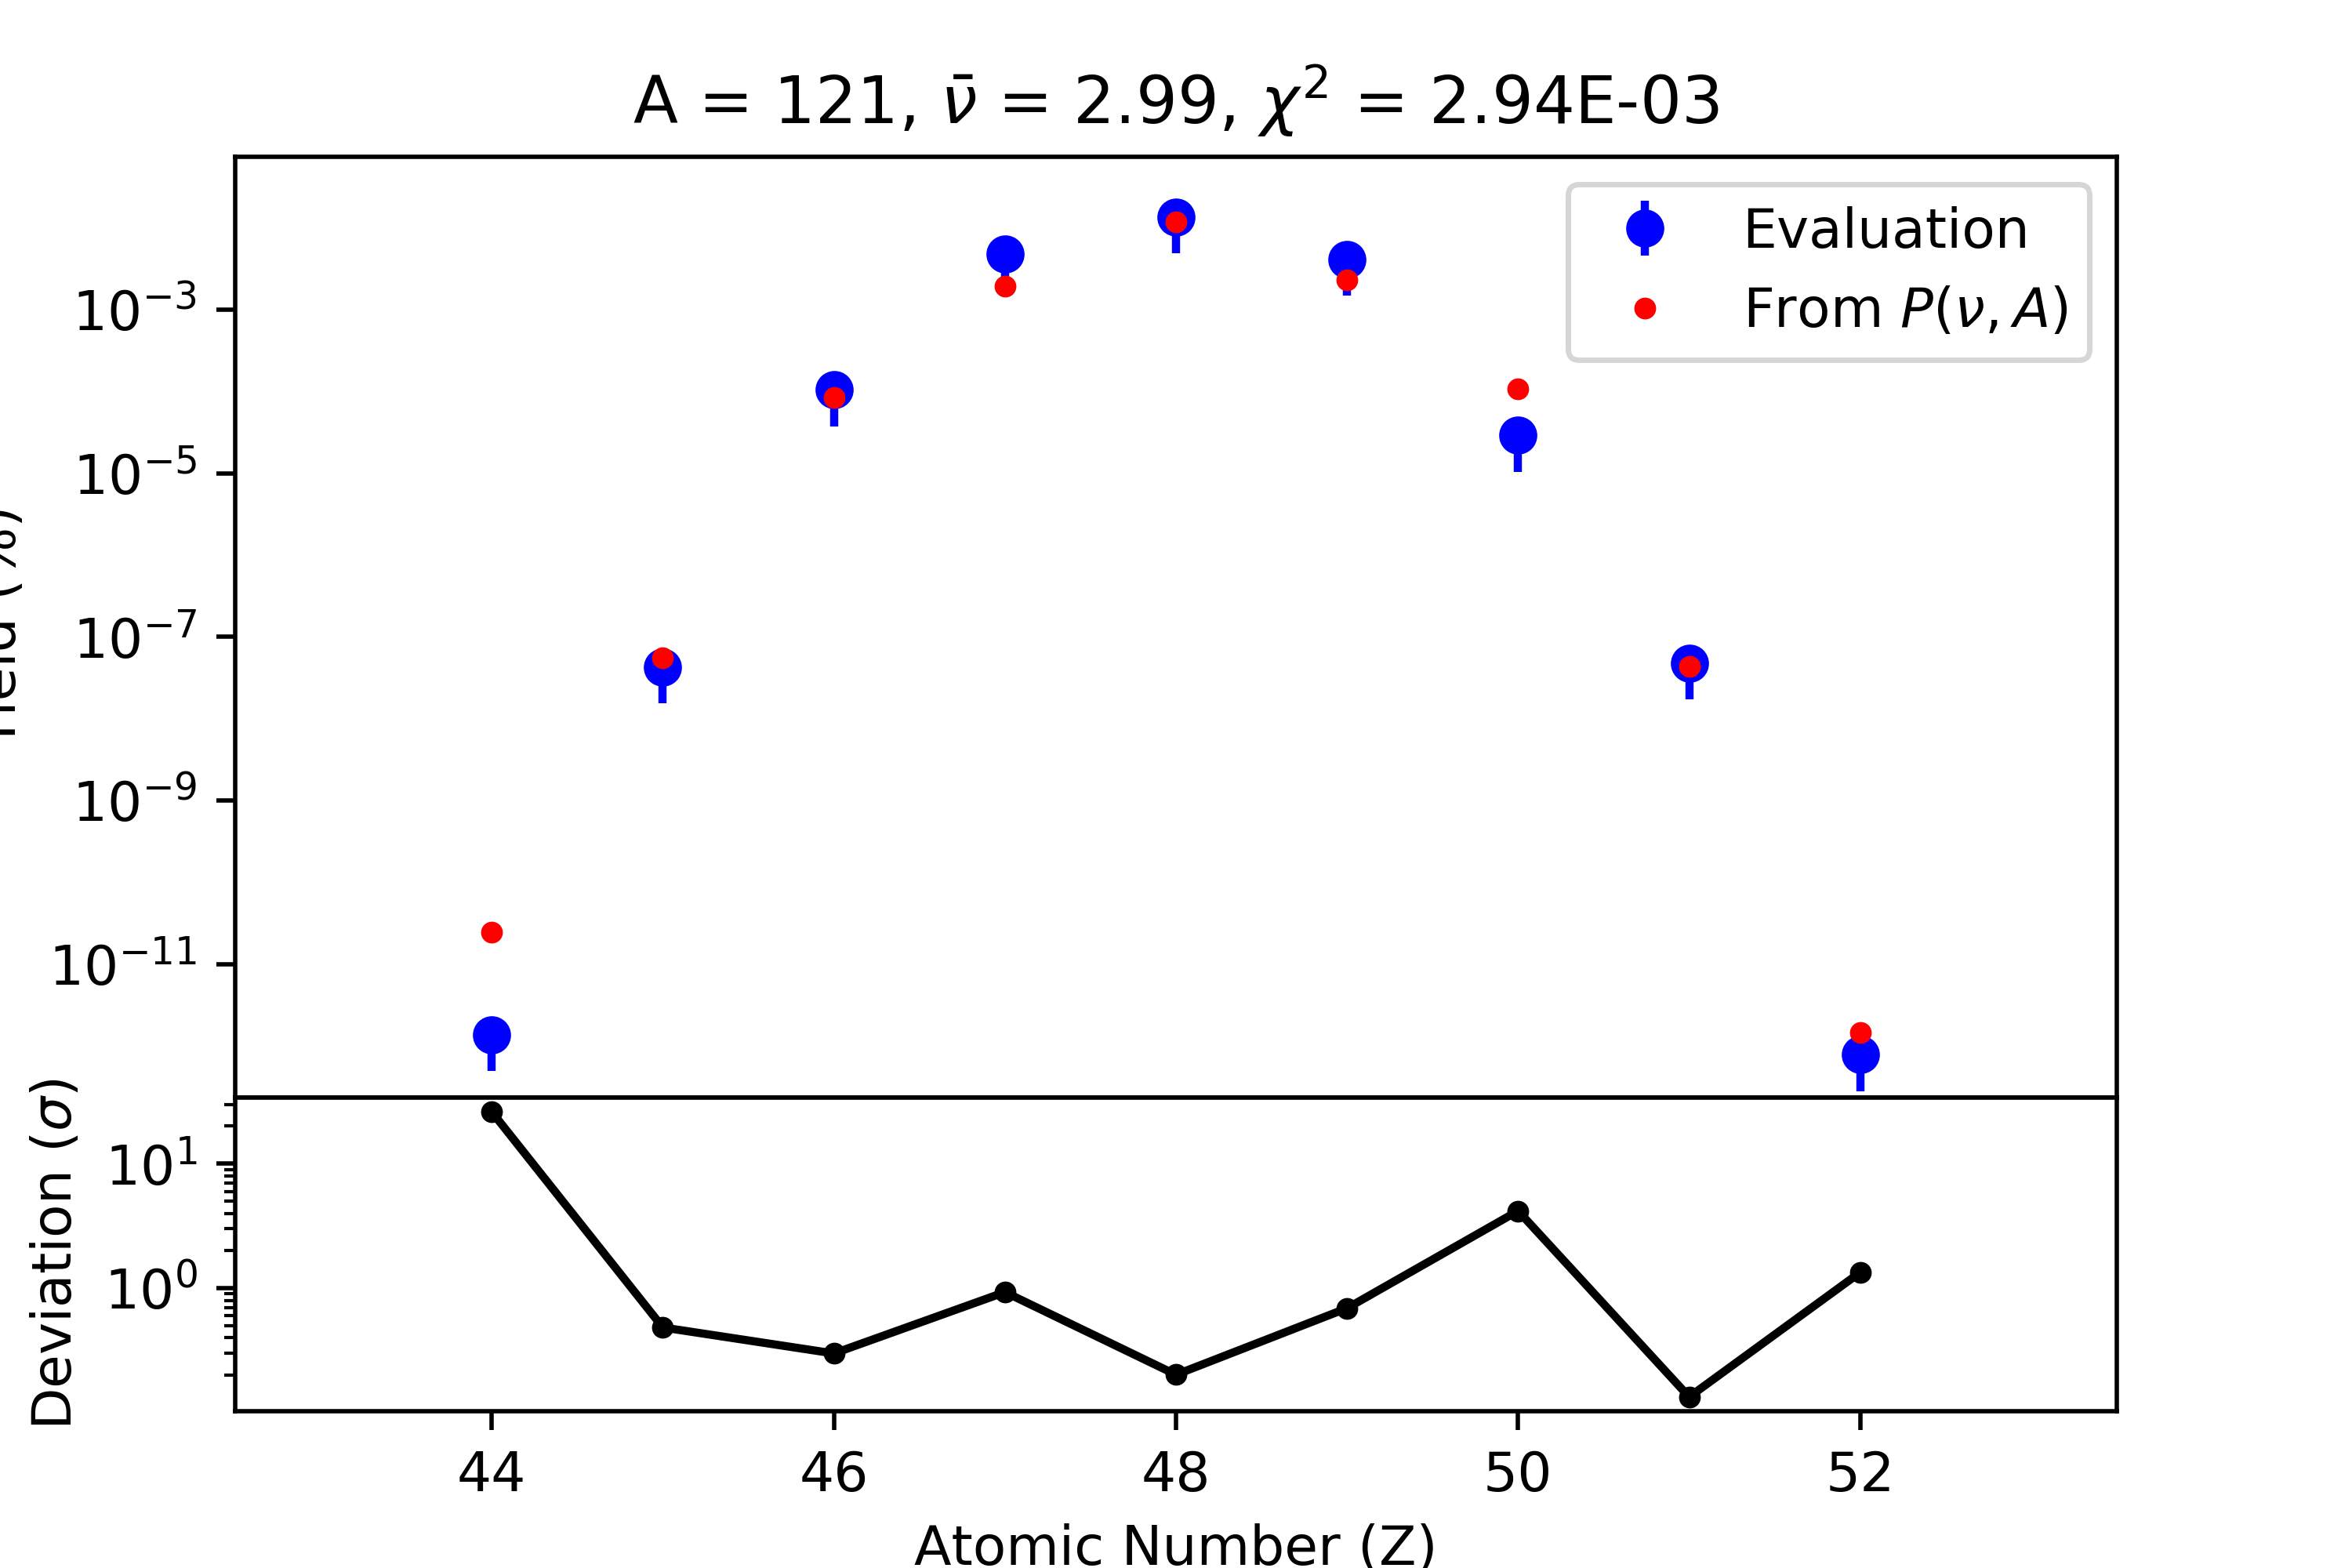 A = 121, ν̄ = 2.99, χ² = 2.94E-03
Evaluation
From P(ν, A)
10⁻³
10⁻⁵
10⁻⁷
10⁻⁹
10⁻¹¹
(%)
Deviation (σ)
10¹
10⁰
44 46 48 50 52
Atomic Number (Z)